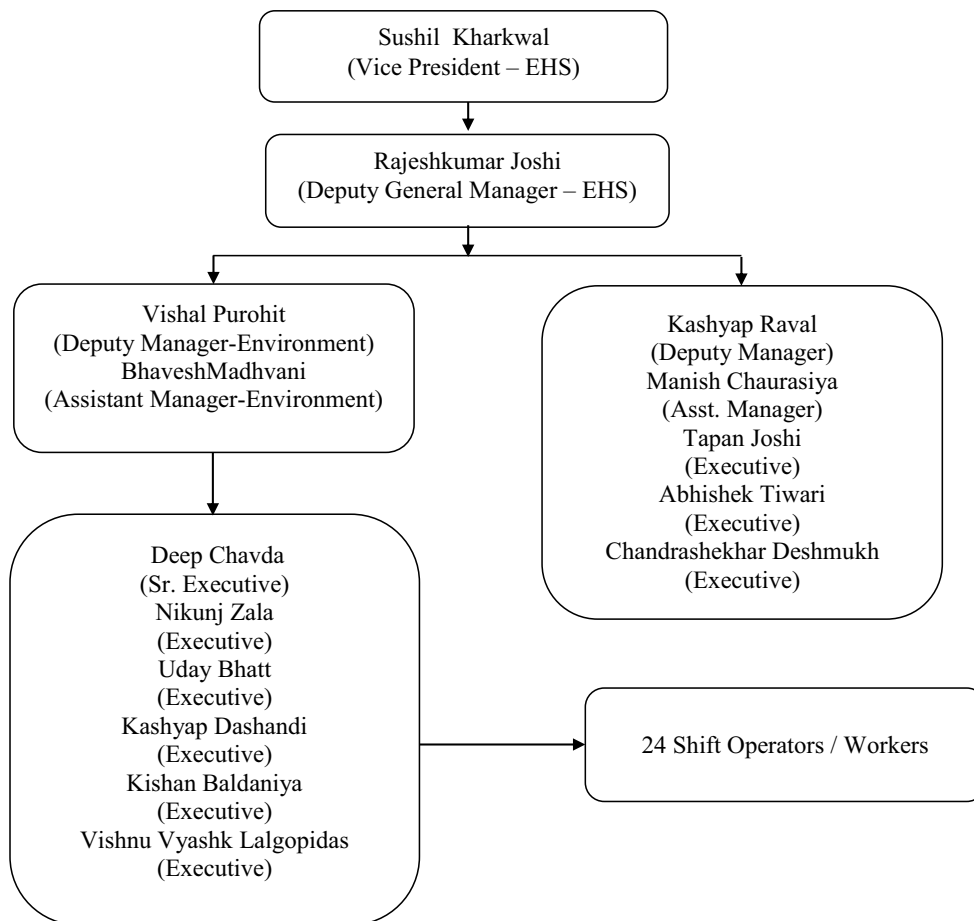 Sushil Kharkwal
(Vice President – EHS)
Rajeshkumar Joshi
(Deputy General Manager – EHS)
Vishal Purohit
(Deputy Manager-Environment)
BhaveshMadhvani
(Assistant Manager-Environment)
Kashyap Raval
(Deputy Manager)
Manish Chaurasiya
(Asst. Manager)
Tapan Joshi
(Executive)
Abhishek Tiwari
(Executive)
Chandrashekhar Deshmukh
(Executive)
Deep Chavda
(Sr. Executive)
Nikunj Zala
(Executive)
Uday Bhatt
(Executive)
Kashyap Dashandi
(Executive)
Kishan Baldaniya
(Executive)
Vishnu Vyashk Lalgopidas
(Executive)
24 Shift Operators / Workers